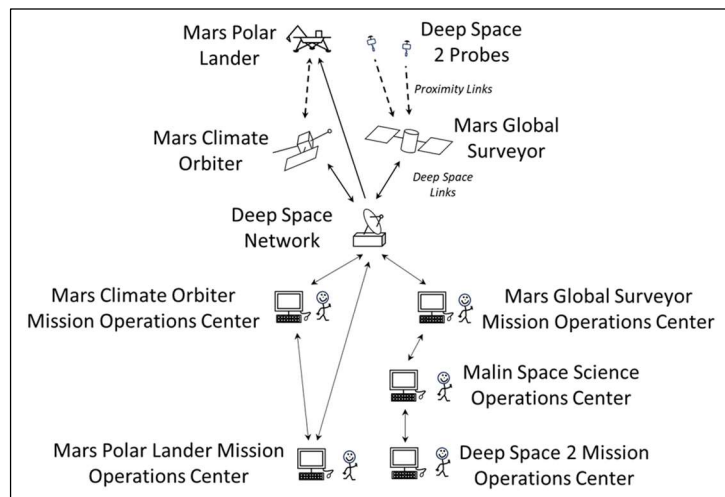 Mars Polar
Lander
Deep Space
2 Probes
Proximity Links
Mars Climate
Orbiter
Mars Global
Surveyor
Deep Space
Links
Deep Space
Network
Mars Climate Orbiter
Mission Operations Center
Mars Global Surveyor
Mission Operations Center
Malin Space Science
Operations Center
Mars Polar Lander Mission
Operations Center
Deep Space 2 Mission
Operations Center